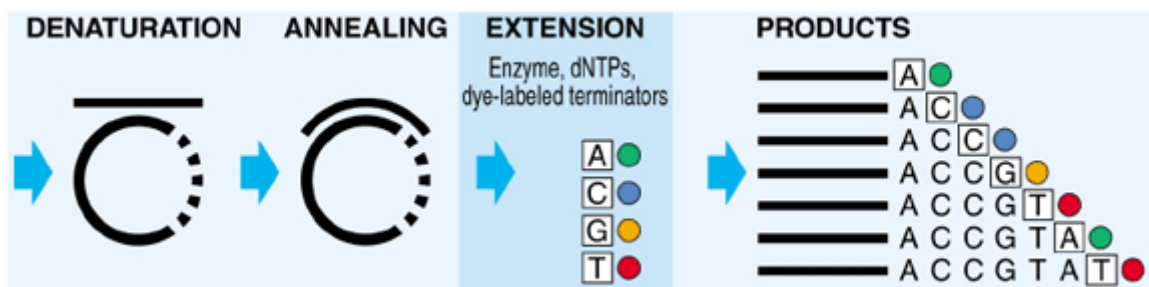 DENATURATION
ANNEALING
EXTENSION
Enzyme, dNTPs,
dye-labeled terminators
A
C
G
T
PRODUCTS
A
A C
A C C
A C C G
A C C G T
A C C G T A
A C C G T A T